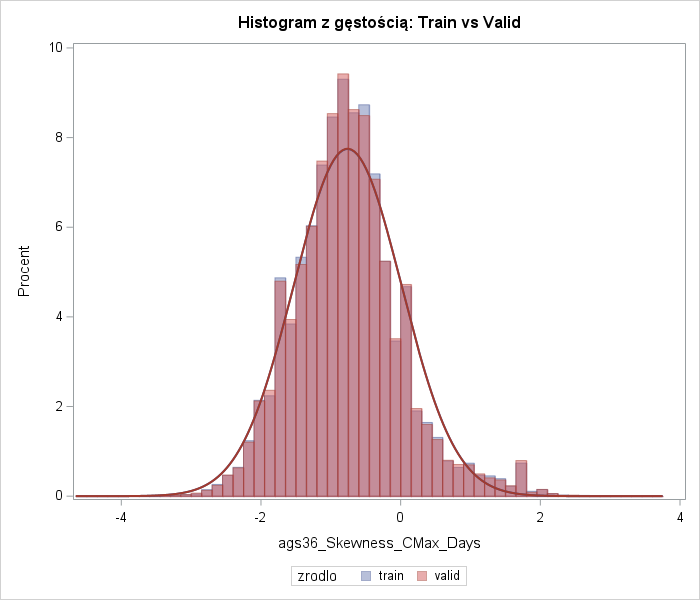 Histogram z gęstością: Train vs Valid
10
8
6
4
2
0
Procent
-4 -2 0 2 4
ags36_Skewness_CMax_Days
zrodlo train valid